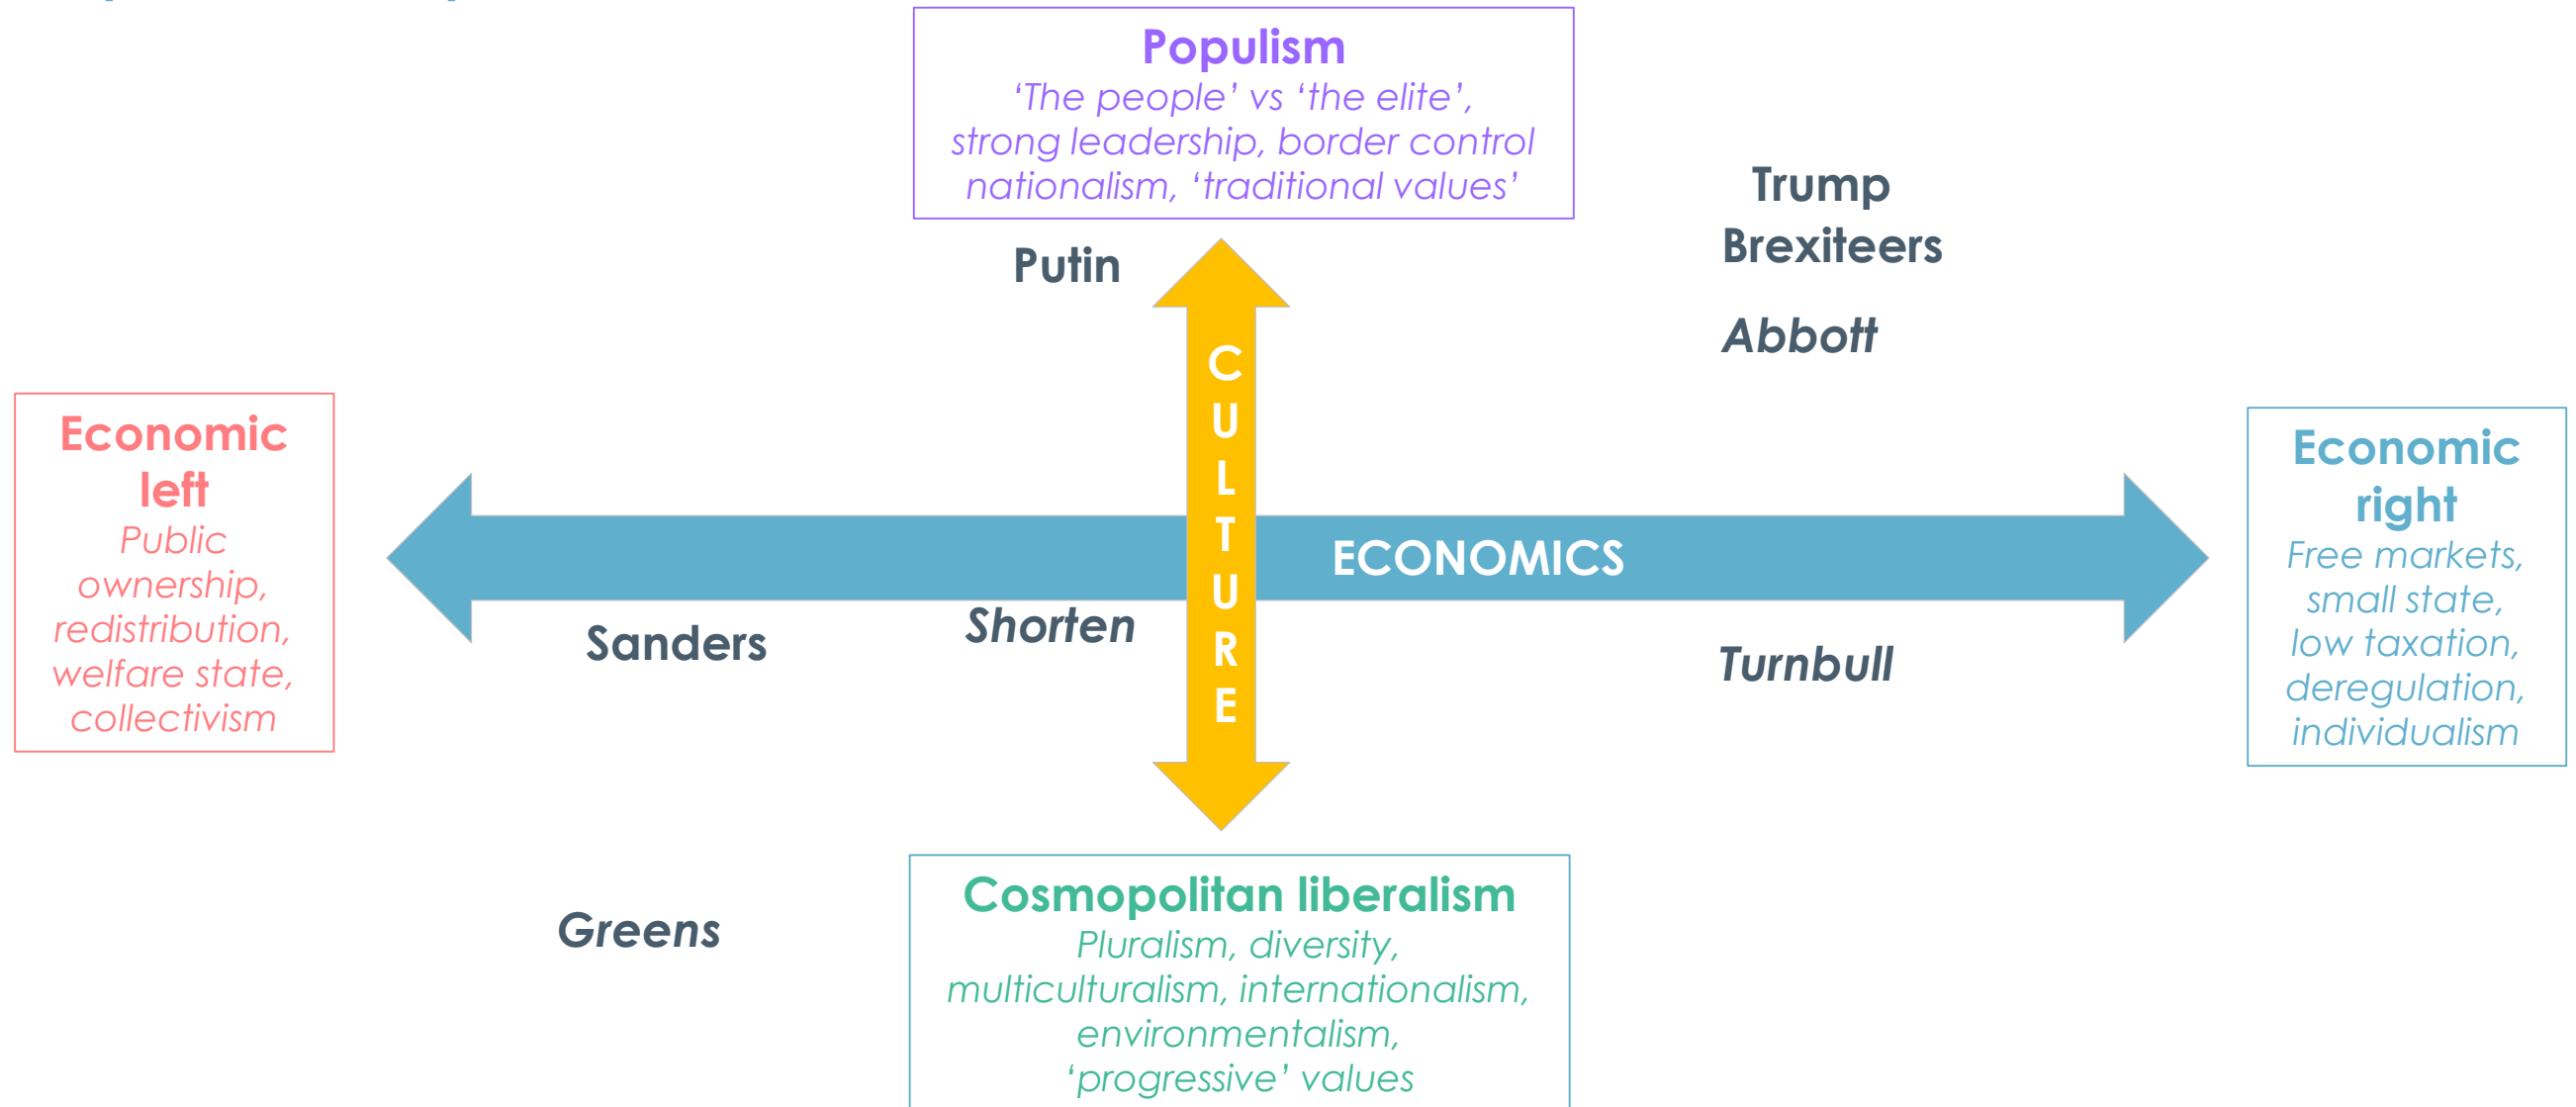 Populism
‘The people’ vs ‘the elite’,
strong leadership, border control
nationalism, ‘traditional values’
Trump
Brexiteers
Putin
Abbott
CULTURE
Economic
left
Public
ownership,
redistribution,
welfare state,
collectivism
ECONOMICS
Economic
right
Free markets,
small state,
low taxation,
deregulation,
individualism
Sanders
Shorten
Turnbull
Greens
Cosmopolitan liberalism
Pluralism, diversity,
multiculturalism, internationalism,
environmentalism,
‘progressive’ values